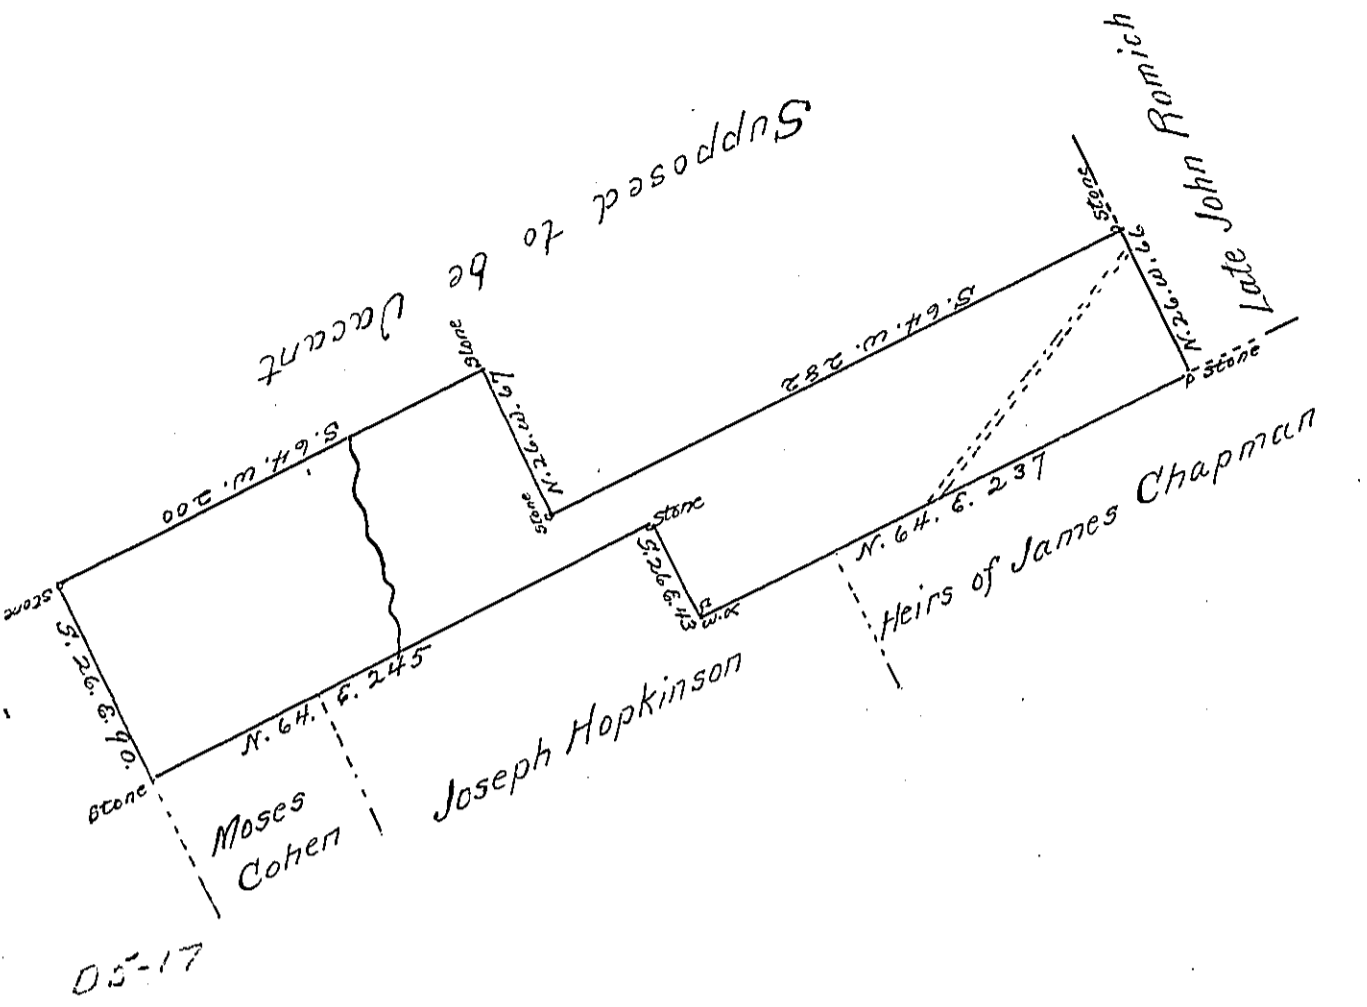 Supposed to be Vacant
Late John Romich
Stone
N. 26. W. 66
Stone
S. 64. W. 282
Stone
N. 26. W. 67
Stone
S. 64. W. 200
Stone
S. 26. E. 90.
Stone
N. 64. E. 245
Stone
S. 26 E. 43
W.
N. 64. E. 237
Heirs of James Chapman
Joseph Hopkinson
Moses
Cohen
D5-17